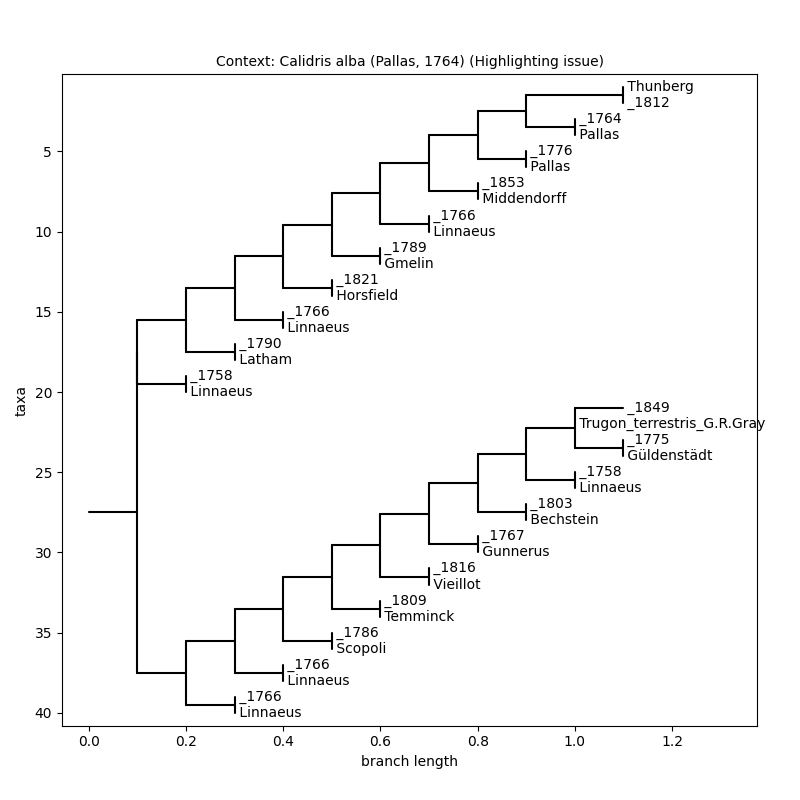 Context: Calidris alba (Pallas, 1764) (Highlighting issue)
Thunberg
_1812
_1764
Pallas
_1776
Pallas
_1853
Middendorff
_1766
Linnaeus
_1789
Gmelin
_1821
Horsfield
_1766
Linnaeus
_1790
Latham
_1758
Linnaeus
_1849
Trugon_terrestris_G.R.Gray
_1775
Güldenstädt
_1758
Linnaeus
_1803
Bechstein
_1767
Gunnerus
_1816
Vieillot
_1809
Temminck
_1786
Scopoli
_1766
Linnaeus
_1766
Linnaeus
taxa
5
10
15
20
25
30
35
40
0.0 0.2 0.4 0.6 0.8 1.0 1.2
branch length